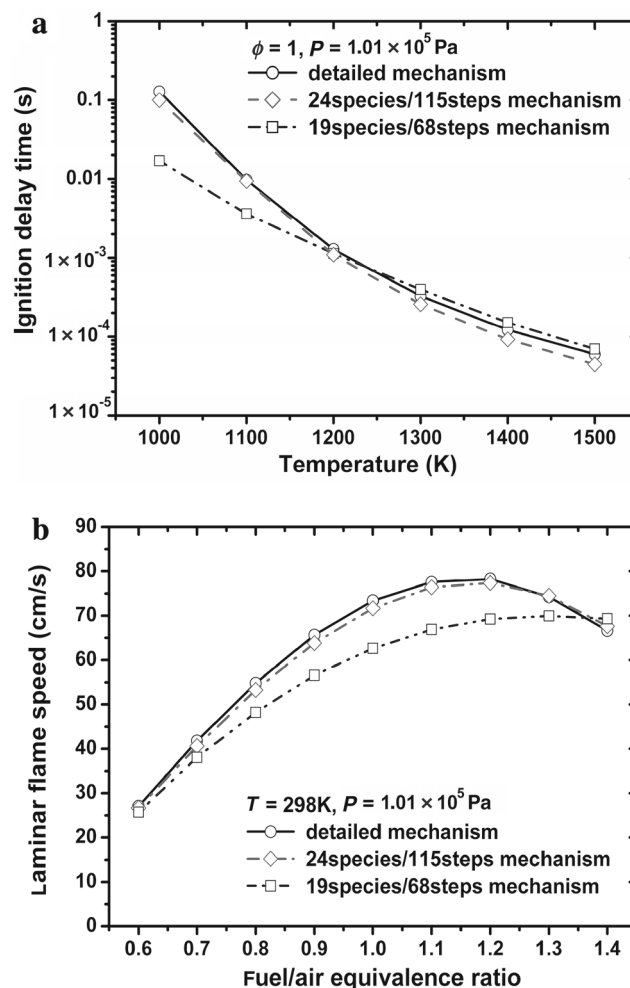 a
1
0.1
0.01
1 × 10⁻³
1 × 10⁻⁴
1 × 10⁻⁵
Ignition delay time (s)
ϕ = 1, P = 1.01 × 10⁵ Pa
detailed mechanism
24species/115steps mechanism
19species/68steps mechanism
1000 1100 1200 1300 1400 1500
Temperature (K)
b
90
80
70
60
50
40
30
20
10
0
Laminar flame speed (cm/s)
T = 298K, P = 1.01 × 10⁵ Pa
detailed mechanism
24species/115steps mechanism
19species/68steps mechanism
0.6 0.7 0.8 0.9 1.0 1.1 1.2 1.3 1.4
Fuel/air equivalence ratio